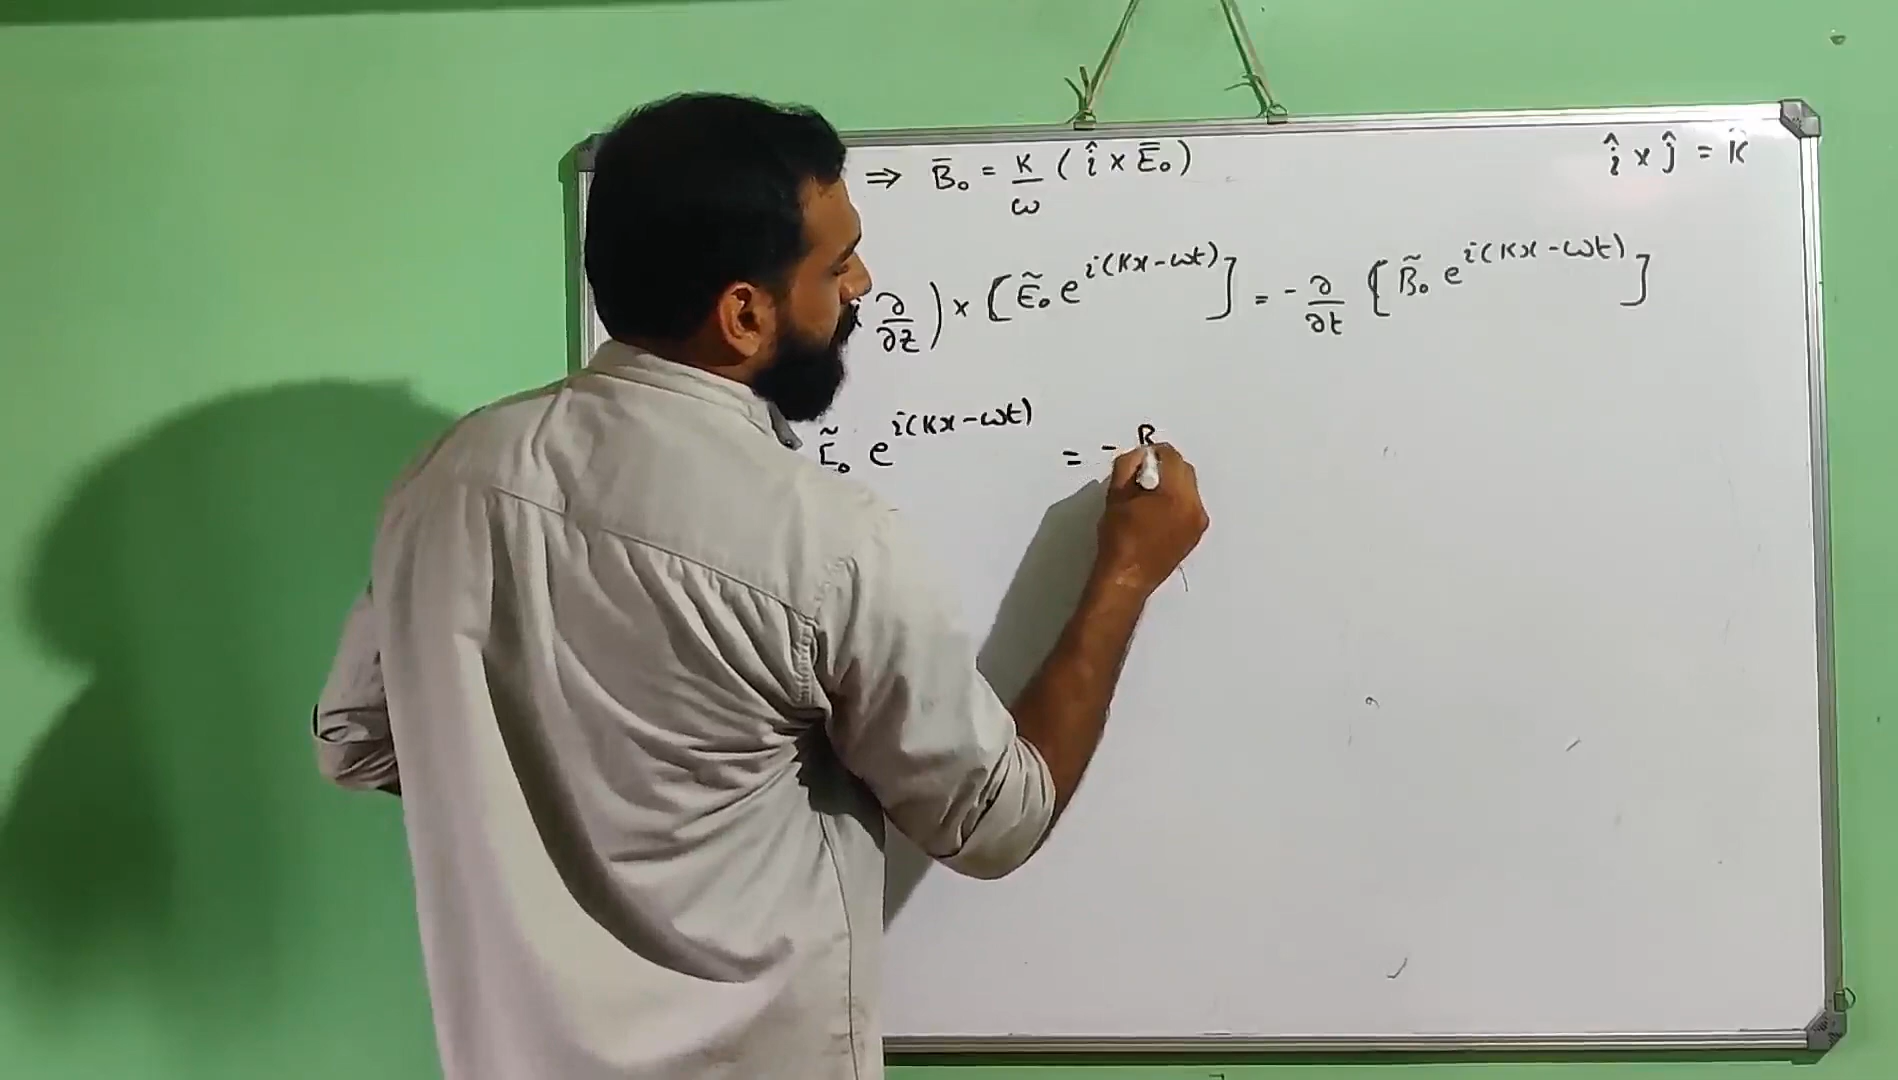 ⇒ B̄₀ = K/ω ( î × Ē₀ )
î × ĵ = k̂
∂/∂z ) × [ Ẽ₀ e^{i(Kx-ωt)} ] = - ∂/∂t [ B̃₀ e^{i(Kx-ωt)} ]
Ẽ₀ e^{i(Kx-ωt)} = -